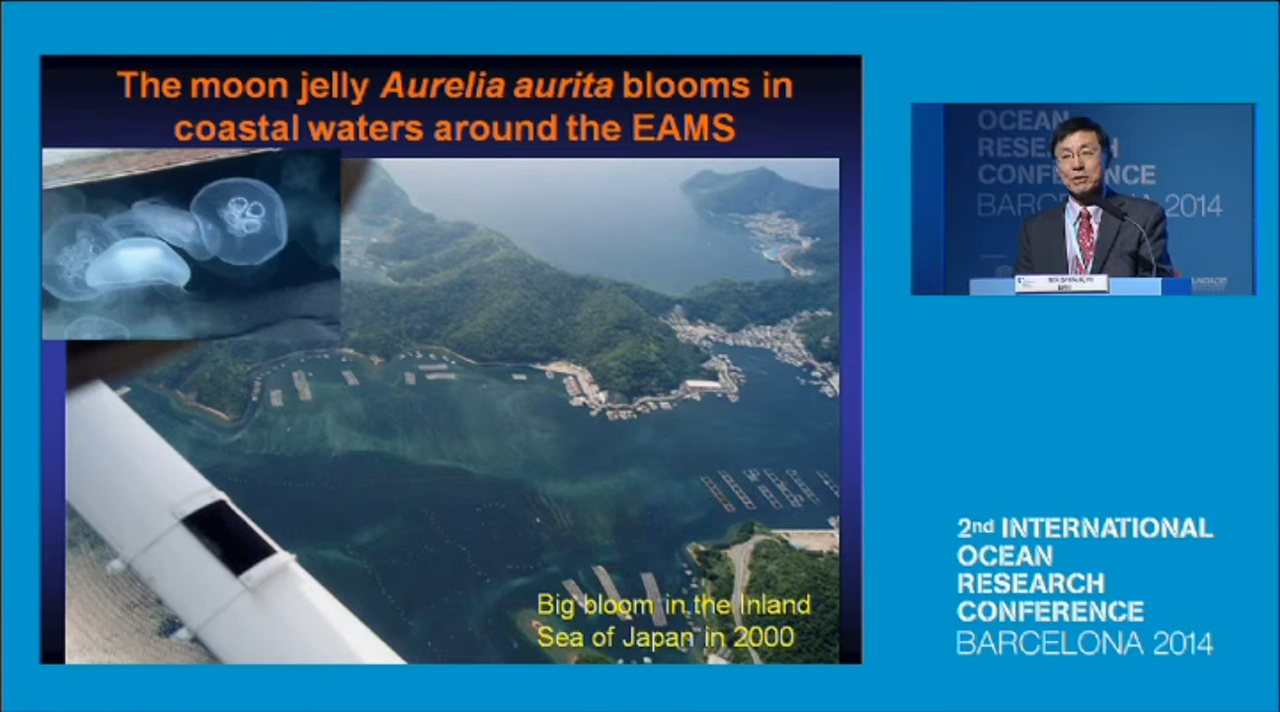 The moon jelly Aurelia aurita blooms in
coastal waters around the EAMS
Big bloom in the Inland
Sea of Japan in 2000
OCEAN
RESEARCH
CONFERENCE
BARCELONA 2014
2nd INTERNATIONAL
OCEAN
RESEARCH
CONFERENCE
BARCELONA 2014